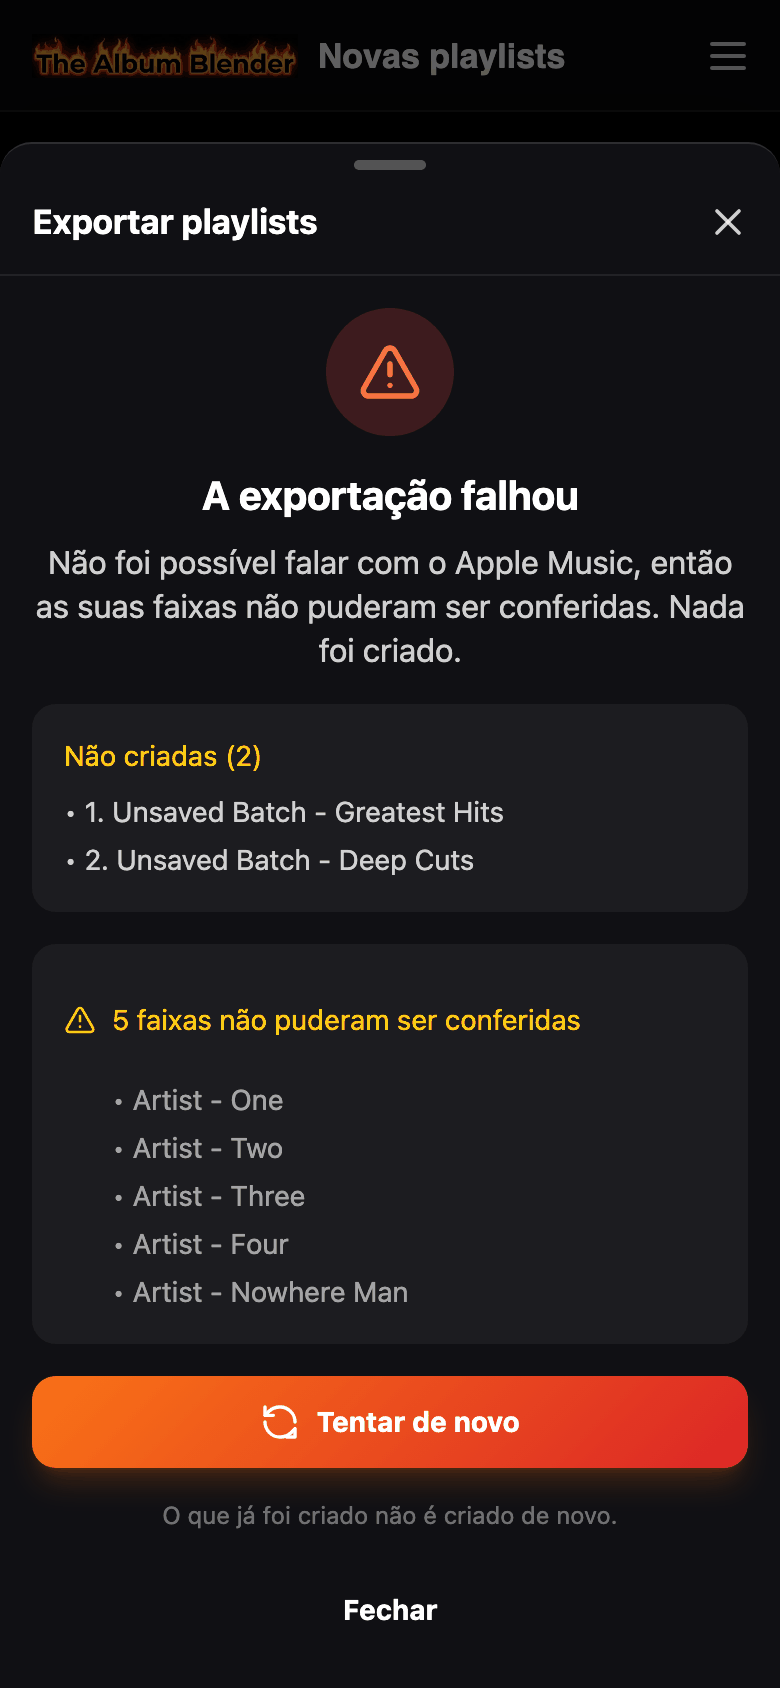 The Album Blender Novas playlists
Exportar playlists
A exportação falhou
Não foi possível falar com o Apple Music, então
as suas faixas não puderam ser conferidas. Nada
foi criado.
Não criadas (2)
• 1. Unsaved Batch - Greatest Hits
• 2. Unsaved Batch - Deep Cuts
5 faixas não puderam ser conferidas
• Artist - One
• Artist - Two
• Artist - Three
• Artist - Four
• Artist - Nowhere Man
Tentar de novo
O que já foi criado não é criado de novo.
Fechar